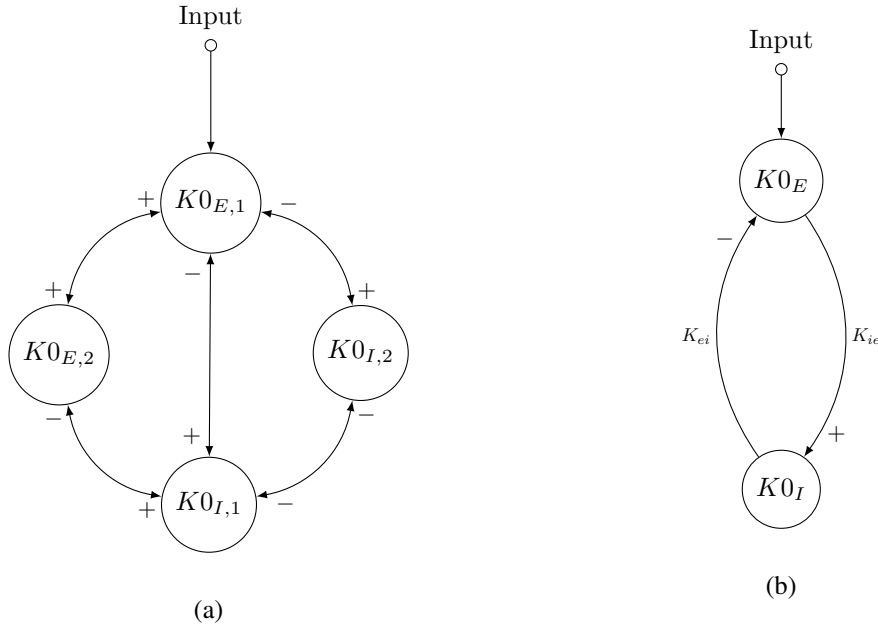 Input
+
$K0_{E,1}$
−
−
+
+
$K0_{E,2}$
$K0_{I,2}$
−
−
+
+
$K0_{I,1}$
−
(a)
Input
$K0_E$
−
$K_{ei}$
$K_{ie}$
+
$K0_I$
(b)